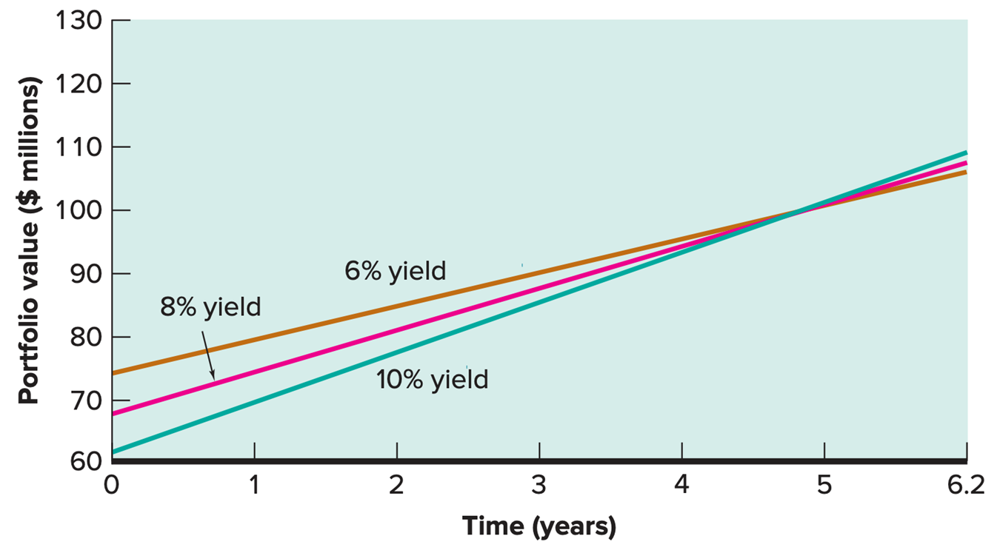 Portfolio value ($ millions)
130
120
110
100
90
80
70
60
6% yield
8% yield
10% yield
0 1 2 3 4 5 6.2
Time (years)